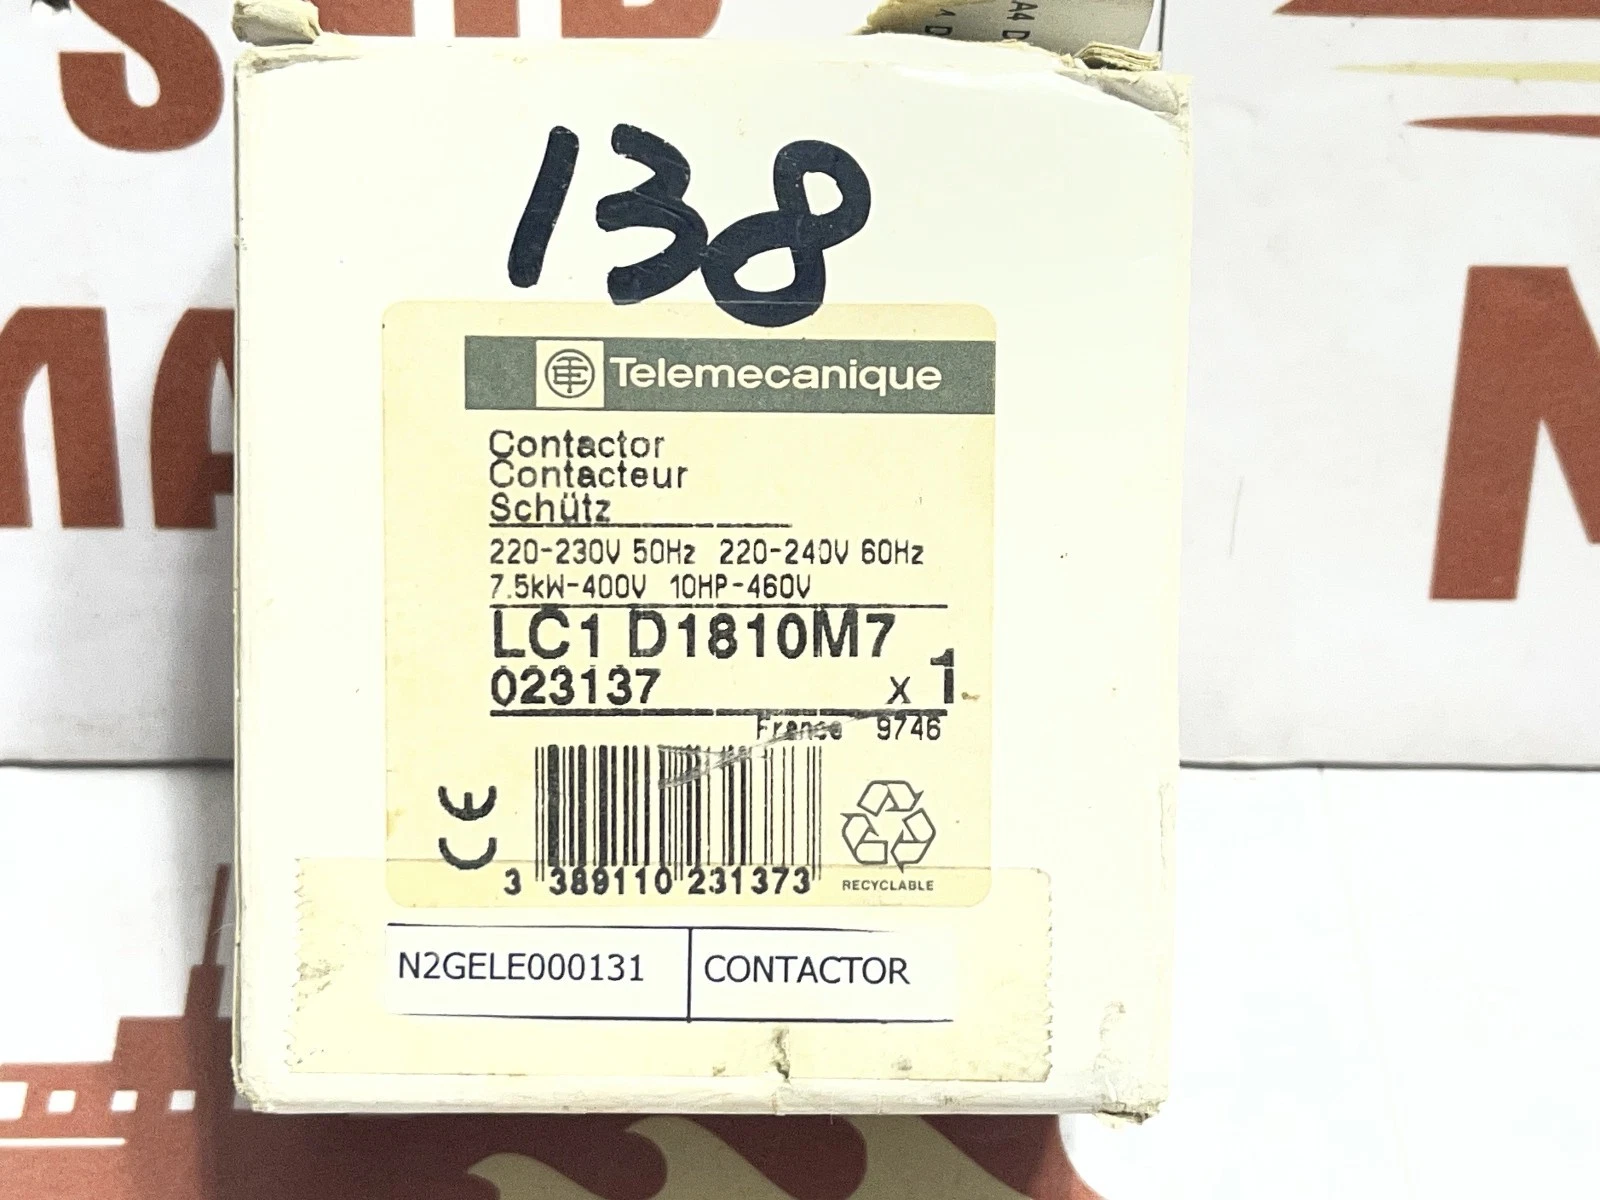 138
Telemecanique
Contactor
Contacteur
Schütz
220-230V 50Hz 220-240V 60Hz
7.5kW-400V 10HP-460V
LC1 D1810M7
023137 x 1
France 9746
CE
3 389110 231373
RECYCLABLE
N2GELE000131 CONTACTOR